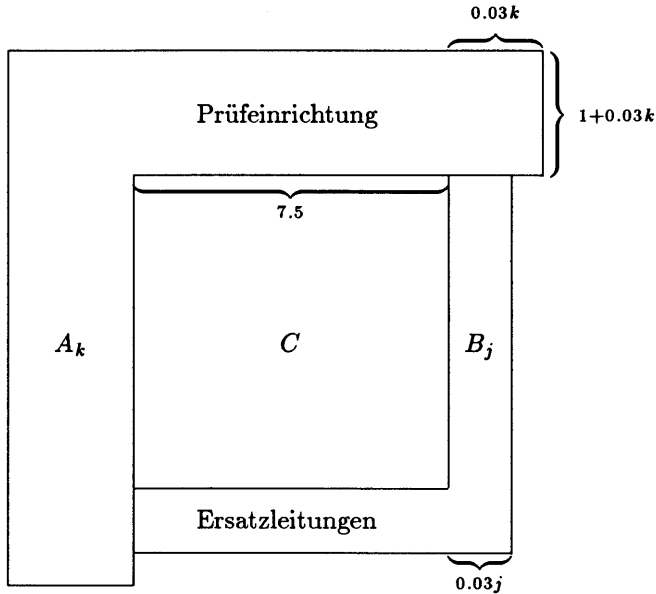 0.03k
Prüfeinrichtung
1+0.03k
7.5
A_k
C
B_j
Ersatzleitungen
0.03j